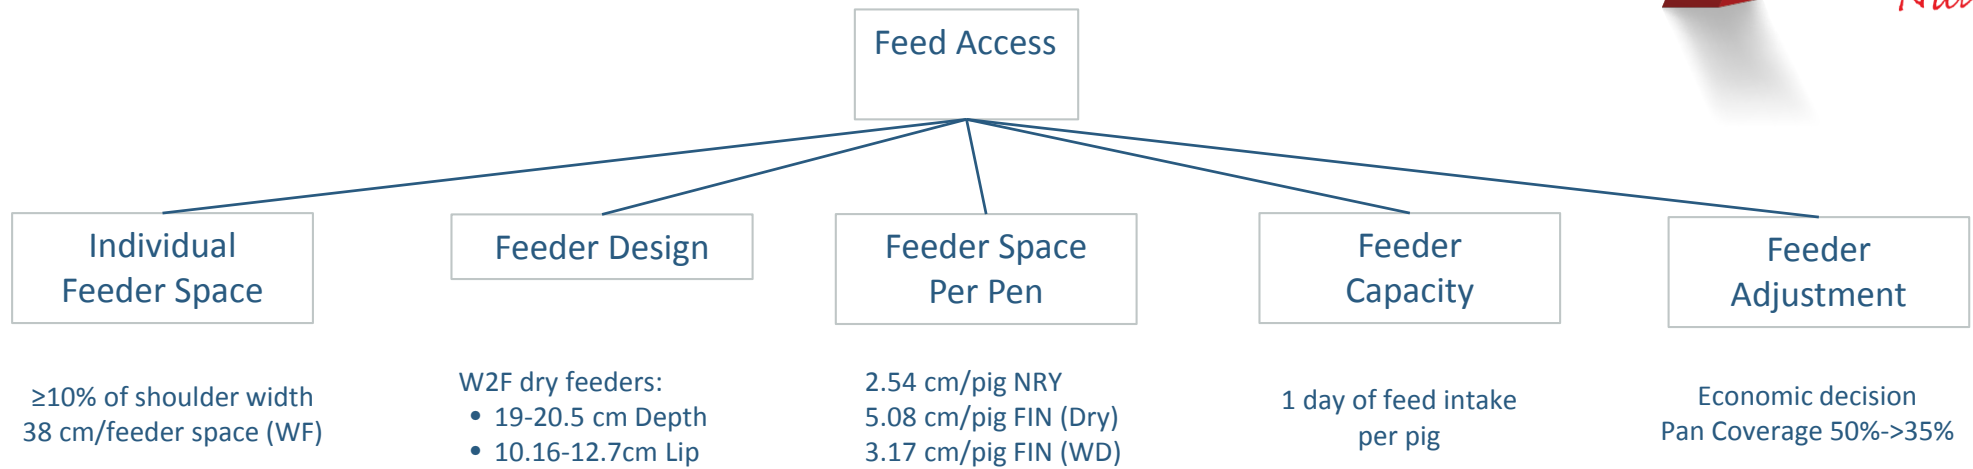 Feed Access
Individual
Feeder Space
≥10% of shoulder width
38 cm/feeder space (WF)
Feeder Design
W2F dry feeders:
• 19-20.5 cm Depth
• 10.16-12.7cm Lip
Feeder Space
Per Pen
2.54 cm/pig NRY
5.08 cm/pig FIN (Dry)
3.17 cm/pig FIN (WD)
Feeder
Capacity
1 day of feed intake
per pig
Feeder
Adjustment
Economic decision
Pan Coverage 50%->35%